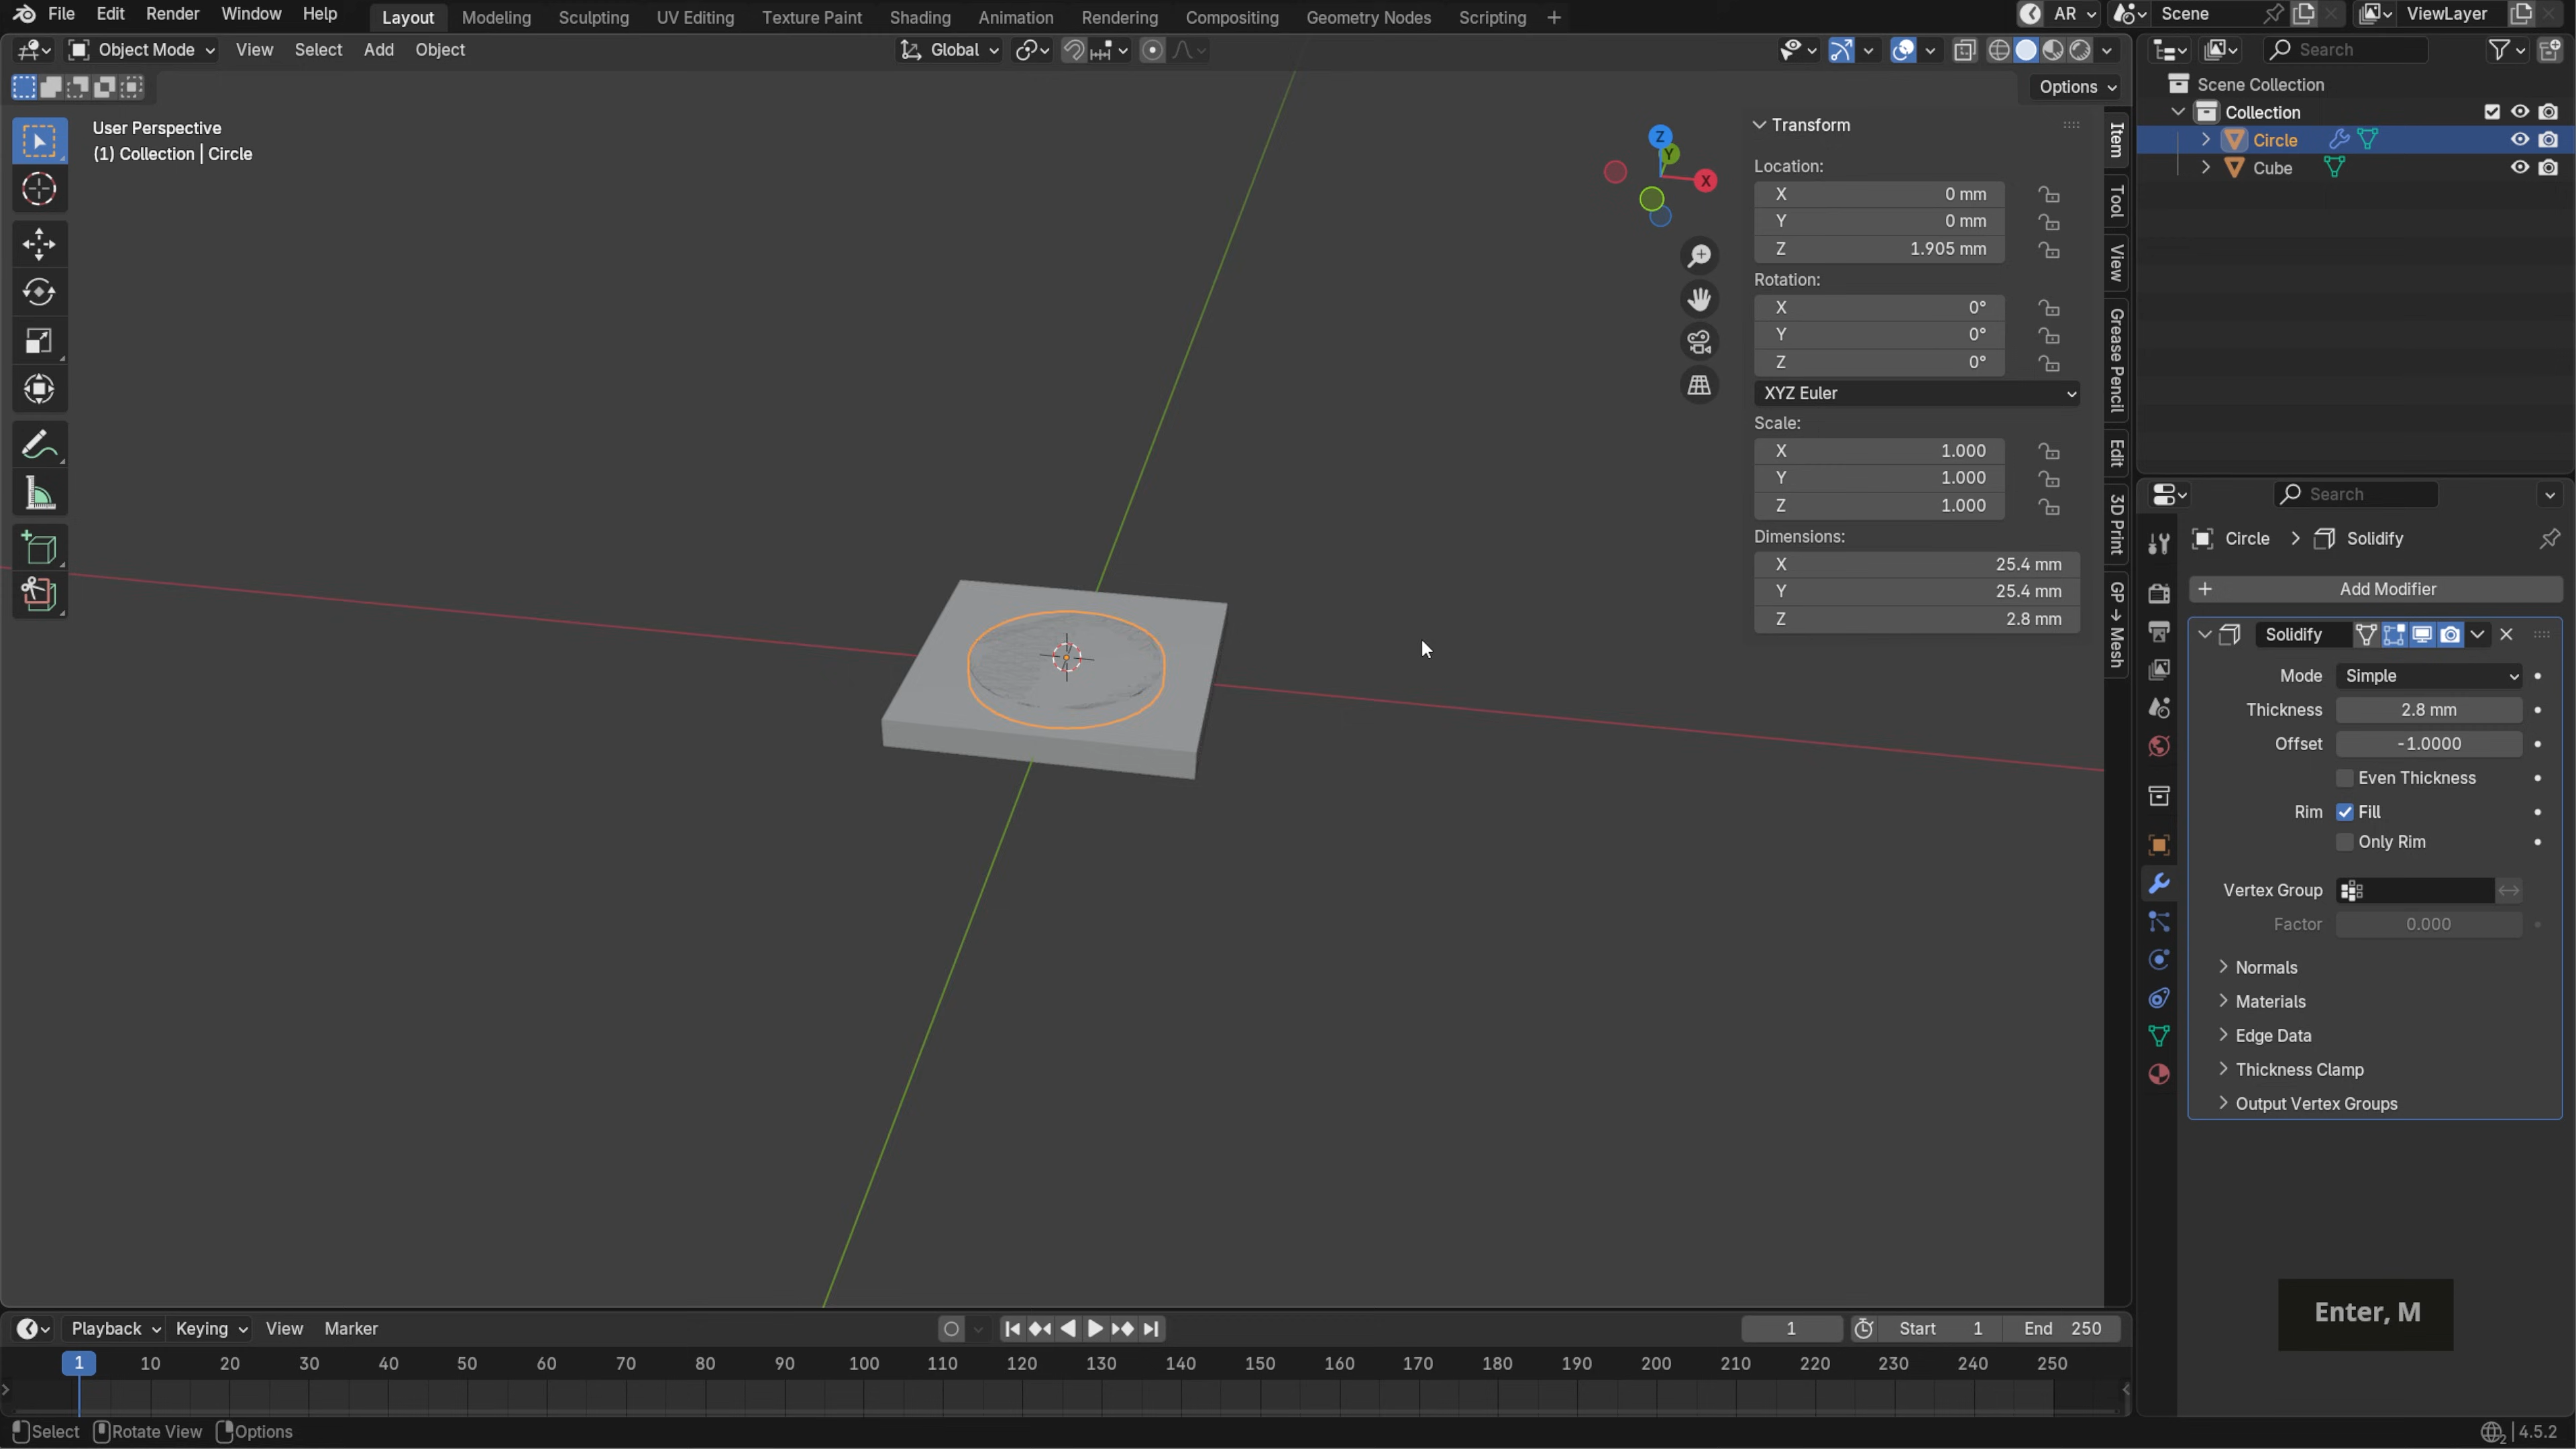 File Edit Render Window Help Layout Modeling Sculpting UV Editing Texture Paint Shading Animation Rendering Compositing Geometry Nodes Scripting + AR Scene ViewLayer
Object Mode View Select Add Object Global Search
Options
User Perspective
(1) Collection | Circle
Z
Y
X
Transform
Location:
X 0 mm
Y 0 mm
Z 1.905 mm
Rotation:
X 0°
Y 0°
Z 0°
XYZ Euler
Scale:
X 1.000
Y 1.000
Z 1.000
Dimensions:
X 25.4 mm
Y 25.4 mm
Z 2.8 mm
Item
Tool
View
Grease Pencil
Edit
3D Print
GP → Mesh
Scene Collection
Collection
Circle
Cube
Search
Circle > Solidify
+ Add Modifier
Solidify
Mode Simple
Thickness 2.8 mm
Offset -1.0000
Even Thickness
Rim Fill
Only Rim
Vertex Group
Factor 0.000
Normals
Materials
Edge Data
Thickness Clamp
Output Vertex Groups
Enter, M
Playback Keying View Marker 1 Start 1 End 250
1 10 20 30 40 50 60 70 80 90 100 110 120 130 140 150 160 170 180 190 200 210 220 230 240 250
Select Rotate View Options 4.5.2